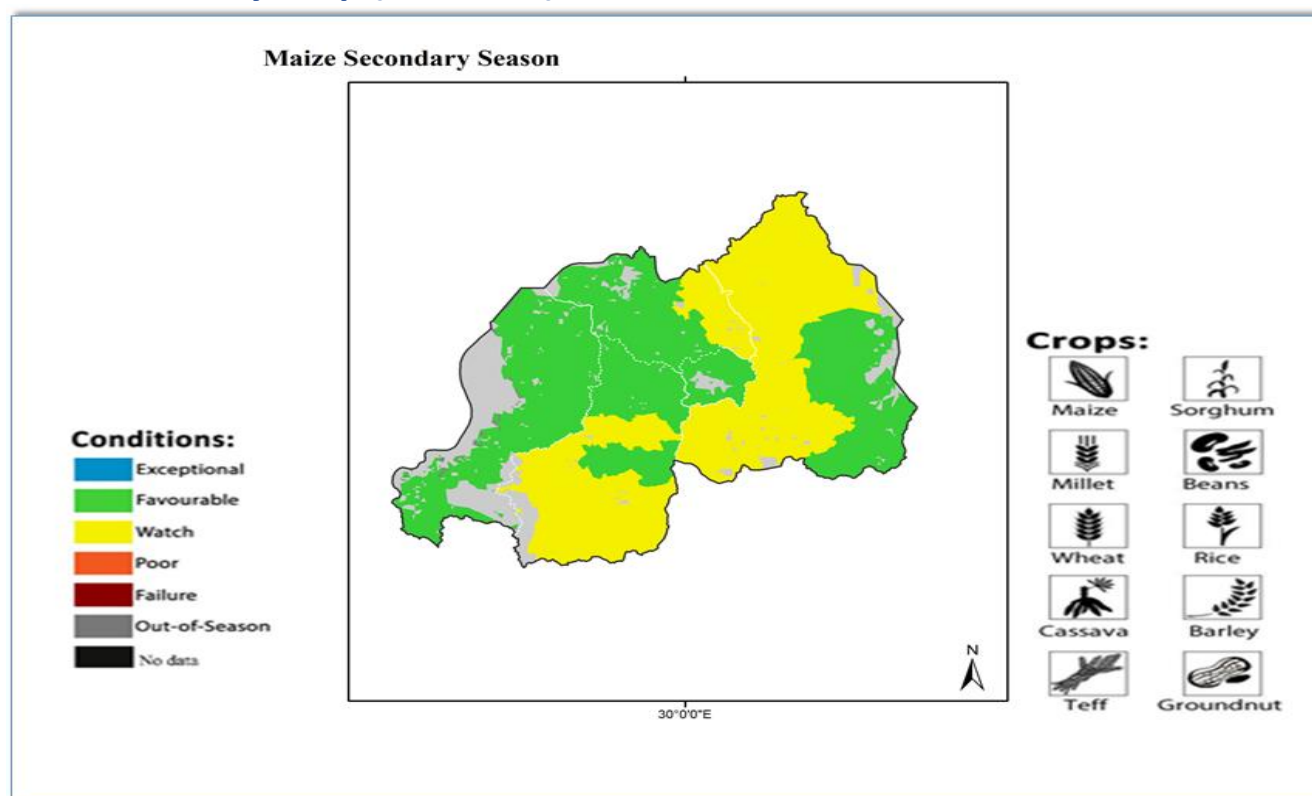 Maize Secondary Season
Conditions:
Exceptional
Favourable
Watch
Poor
Failure
Out-of-Season
No data
N
30°0'0"E
Crops:
Maize Sorghum
Millet Beans
Wheat Rice
Cassava Barley
Teff Groundnut